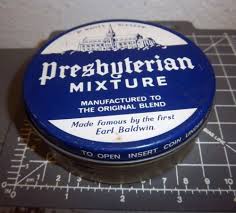 Presbyterian
MIXTURE
MANUFACTURED TO
THE ORIGINAL BLEND
Made famous by the first
Earl Baldwin.
TO OPEN INSERT COIN